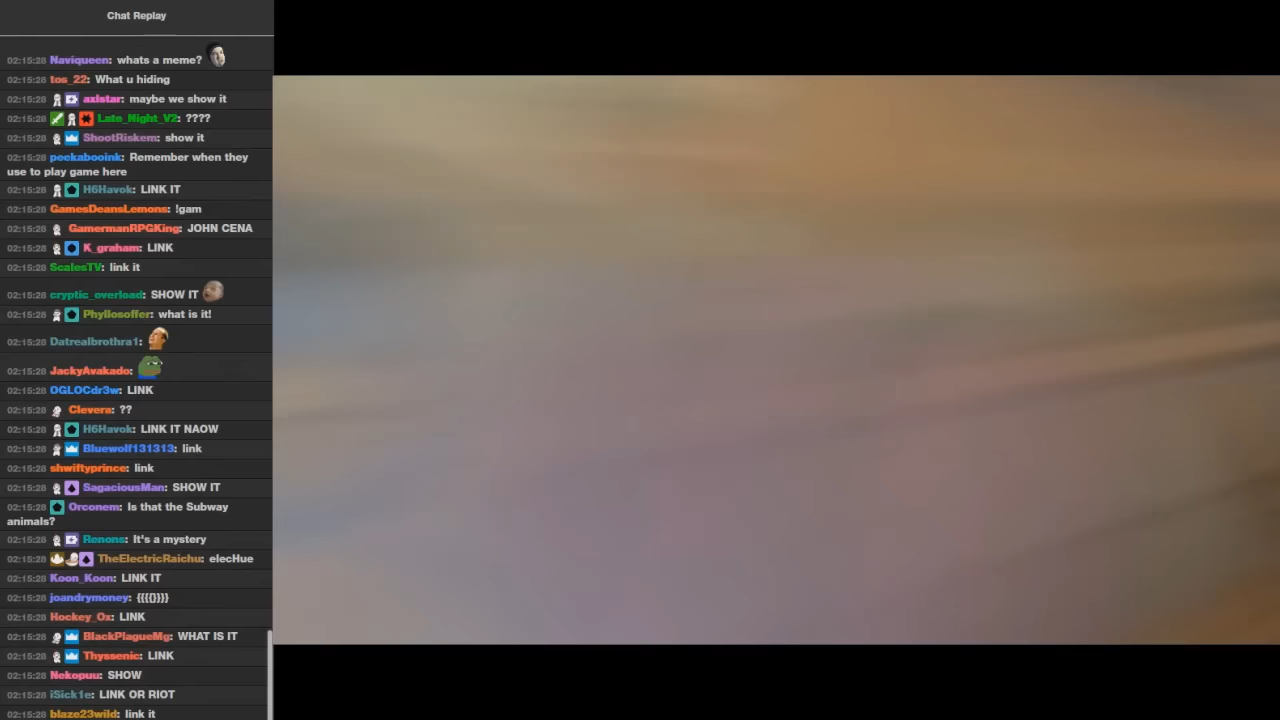 Chat Replay
02:15:28 Naviqueen: whats a meme?
02:15:28 tos_22: What u hiding
02:15:28 axlstar: maybe we show it
02:15:28 Late_Night_V2: ????
02:15:28 ShootRiskem: show it
02:15:28 peekabooink: Remember when they
use to play game here
02:15:28 H6Havok: LINK IT
02:15:28 GamesDeansLemons: !gam
02:15:28 GamermanRPGKing: JOHN CENA
02:15:28 K_graham: LINK
02:15:28 ScalesTV: link it
02:15:28 cryptic_overload: SHOW IT
02:15:28 Phyllosoffer: what is it!
02:15:28 Datrealbrothra1:
02:15:28 JackyAvakado:
02:15:28 OGLOCdr3w: LINK
02:15:28 Clevera: ??
02:15:28 H6Havok: LINK IT NAOW
02:15:28 Bluewolf131313: link
02:15:28 shwiftyprince: link
02:15:28 SagaciousMan: SHOW IT
02:15:28 Orconem: Is that the Subway
animals?
02:15:28 Renons: It's a mystery
02:15:28 TheElectricRaichu: elecHue
02:15:28 Koon_Koon: LINK IT
02:15:28 joandrymoney: {{{{}}}}
02:15:28 Hockey_Ox: LINK
02:15:28 BlackPlagueMg: WHAT IS IT
02:15:28 Thyssenic: LINK
02:15:28 Nekopuu: SHOW
02:15:28 iSick1e: LINK OR RIOT
02:15:28 blaze23wild: link it